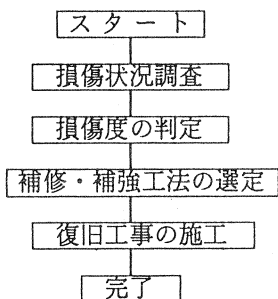 スタート
損傷状況調査
損傷度の判定
補修・補強工法の選定
復旧工事の施工
完了